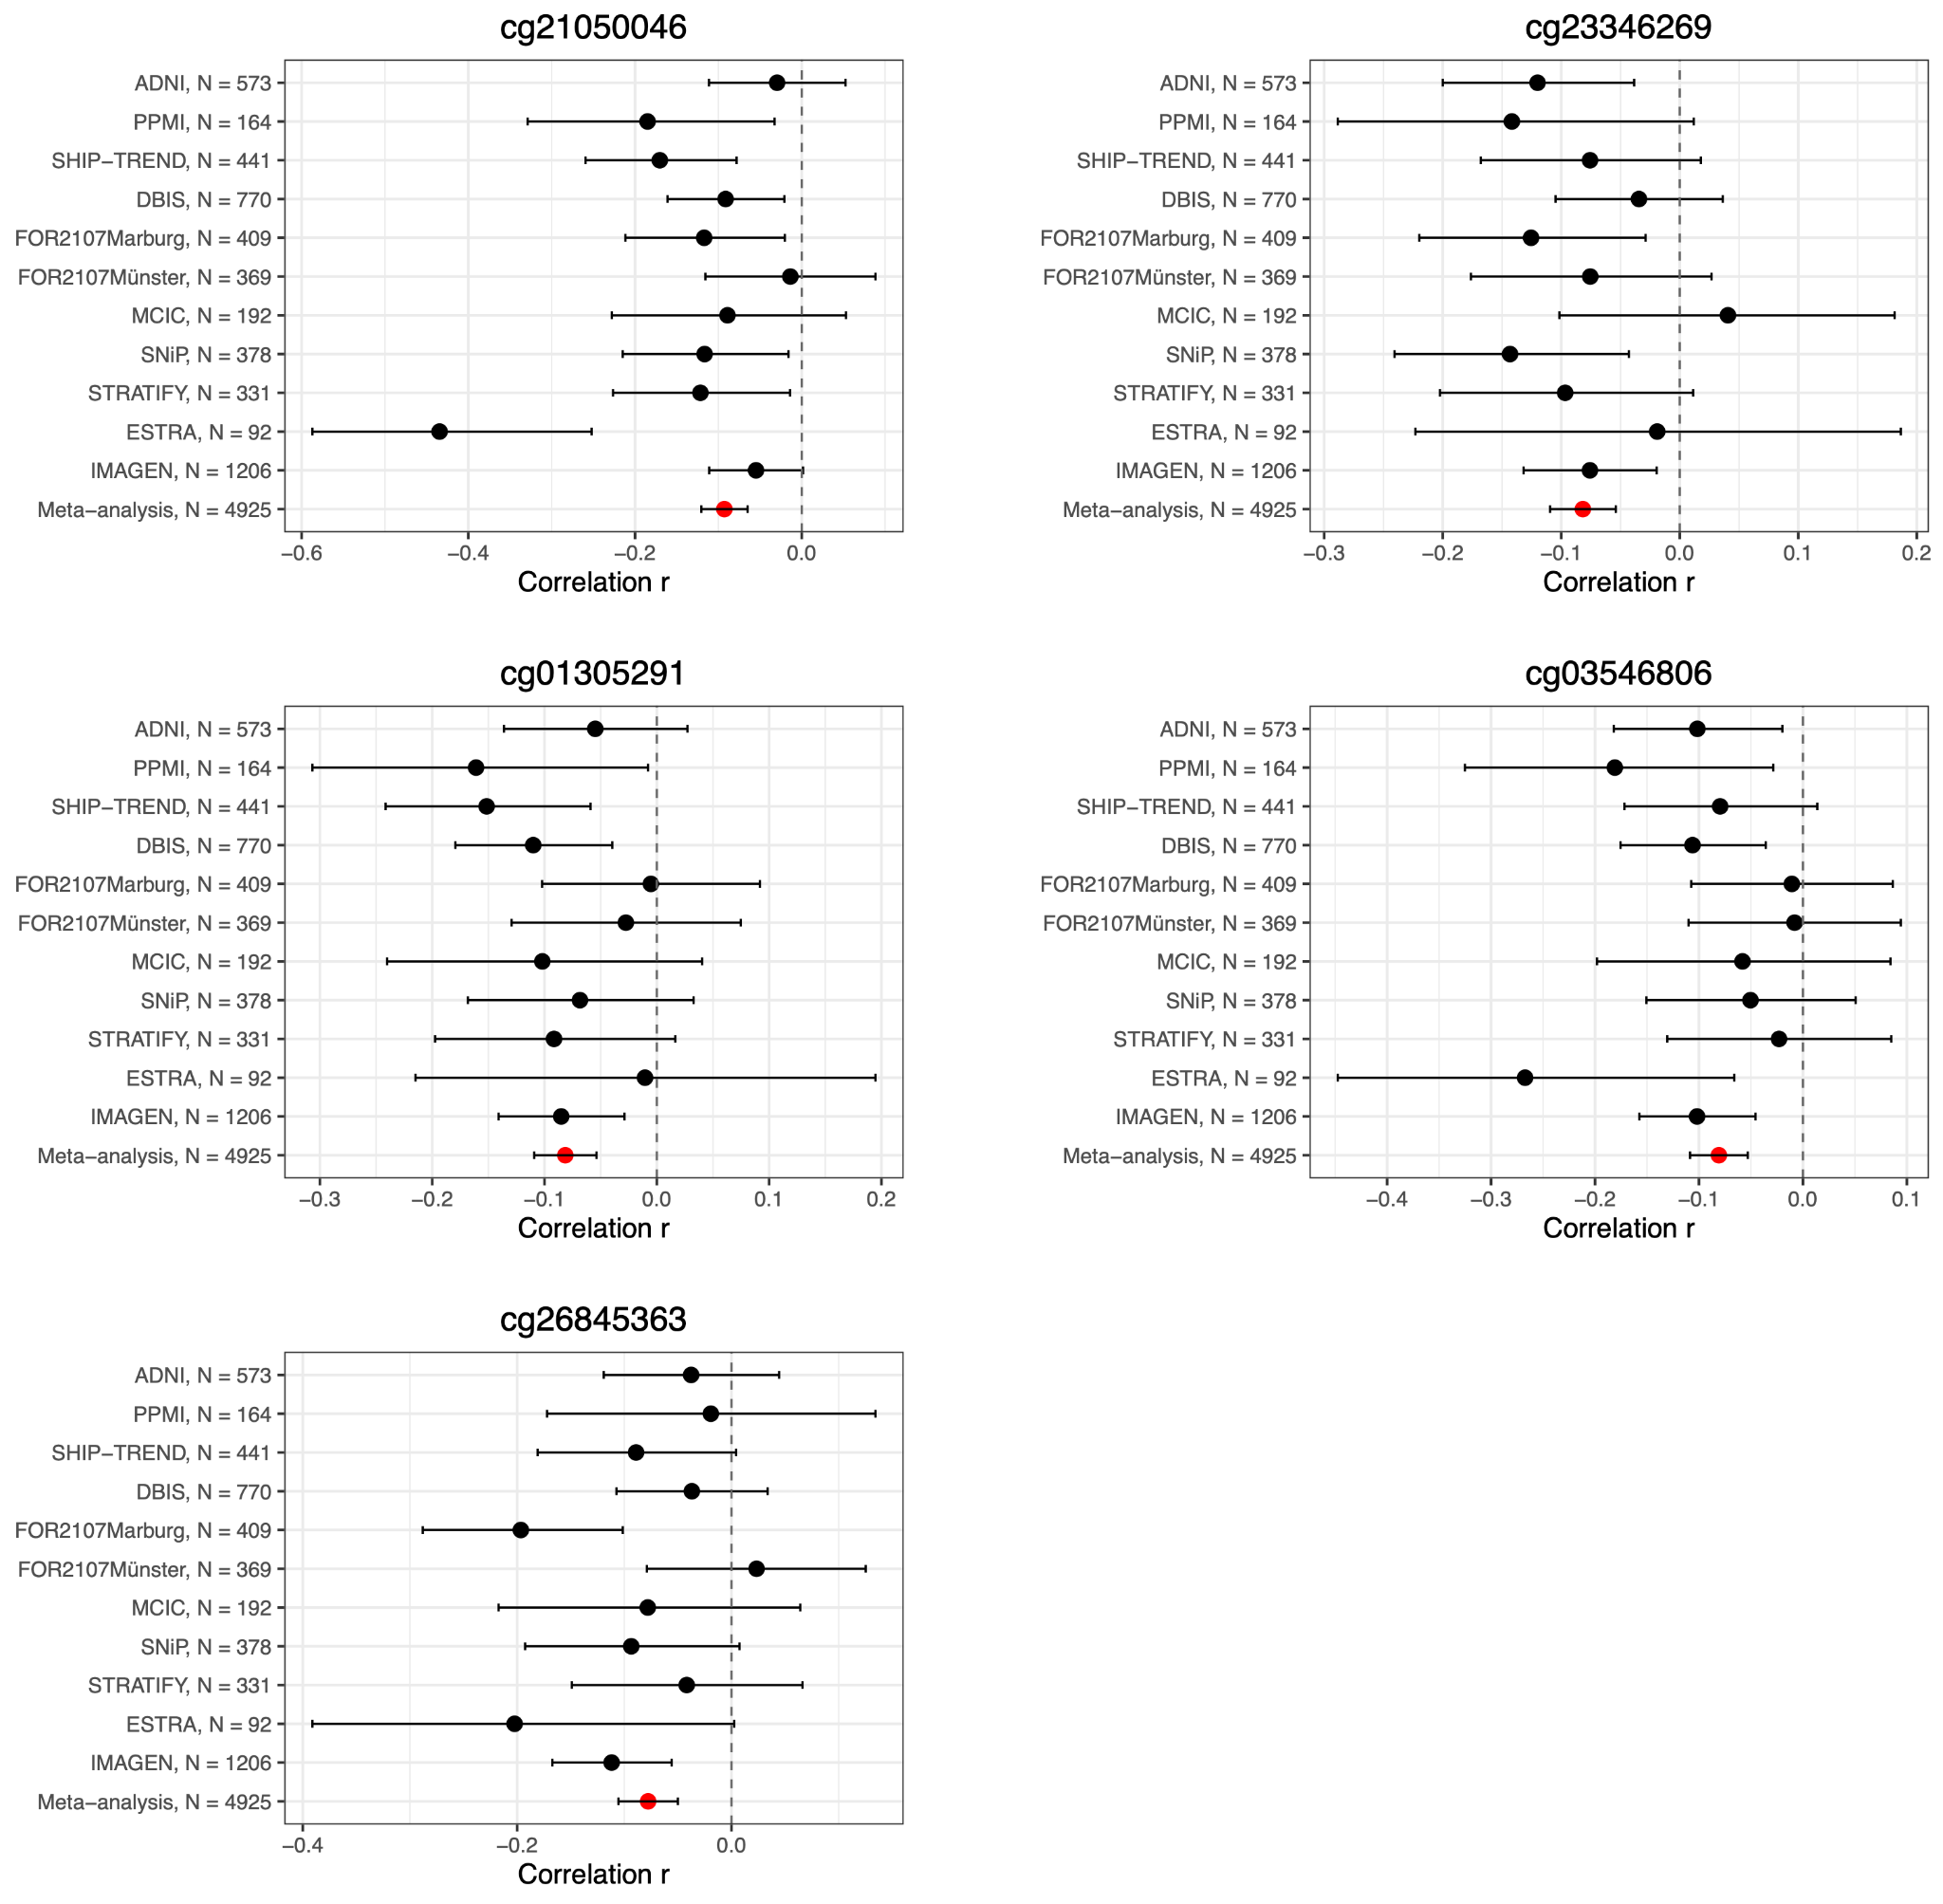 cg21050046
ADNI, N = 573
PPMI, N = 164
SHIP−TREND, N = 441
DBIS, N = 770
FOR2107Marburg, N = 409
FOR2107Münster, N = 369
MCIC, N = 192
SNiP, N = 378
STRATIFY, N = 331
ESTRA, N = 92
IMAGEN, N = 1206
Meta−analysis, N = 4925
−0.6 −0.4 −0.2 0.0
Correlation r
cg23346269
ADNI, N = 573
PPMI, N = 164
SHIP−TREND, N = 441
DBIS, N = 770
FOR2107Marburg, N = 409
FOR2107Münster, N = 369
MCIC, N = 192
SNiP, N = 378
STRATIFY, N = 331
ESTRA, N = 92
IMAGEN, N = 1206
Meta−analysis, N = 4925
−0.3 −0.2 −0.1 0.0 0.1 0.2
Correlation r
cg01305291
ADNI, N = 573
PPMI, N = 164
SHIP−TREND, N = 441
DBIS, N = 770
FOR2107Marburg, N = 409
FOR2107Münster, N = 369
MCIC, N = 192
SNiP, N = 378
STRATIFY, N = 331
ESTRA, N = 92
IMAGEN, N = 1206
Meta−analysis, N = 4925
−0.3 −0.2 −0.1 0.0 0.1 0.2
Correlation r
cg03546806
ADNI, N = 573
PPMI, N = 164
SHIP−TREND, N = 441
DBIS, N = 770
FOR2107Marburg, N = 409
FOR2107Münster, N = 369
MCIC, N = 192
SNiP, N = 378
STRATIFY, N = 331
ESTRA, N = 92
IMAGEN, N = 1206
Meta−analysis, N = 4925
−0.4 −0.3 −0.2 −0.1 0.0 0.1
Correlation r
cg26845363
ADNI, N = 573
PPMI, N = 164
SHIP−TREND, N = 441
DBIS, N = 770
FOR2107Marburg, N = 409
FOR2107Münster, N = 369
MCIC, N = 192
SNiP, N = 378
STRATIFY, N = 331
ESTRA, N = 92
IMAGEN, N = 1206
Meta−analysis, N = 4925
−0.4 −0.2 0.0
Correlation r